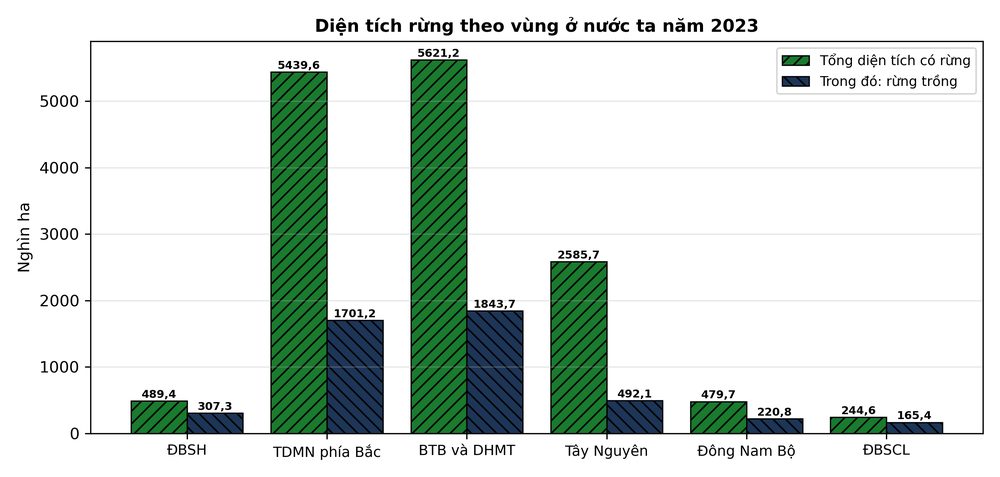 Diện tích rừng theo vùng ở nước ta năm 2023
Tổng diện tích có rừng
Trong đó: rừng trồng
Nghìn ha
5000
4000
3000
2000
1000
0
489,4
307,3
5439,6
1701,2
5621,2
1843,7
2585,7
492,1
479,7
220,8
244,6
165,4
ĐBSH
TDMN phía Bắc
BTB và DHMT
Tây Nguyên
Đông Nam Bộ
ĐBSCL